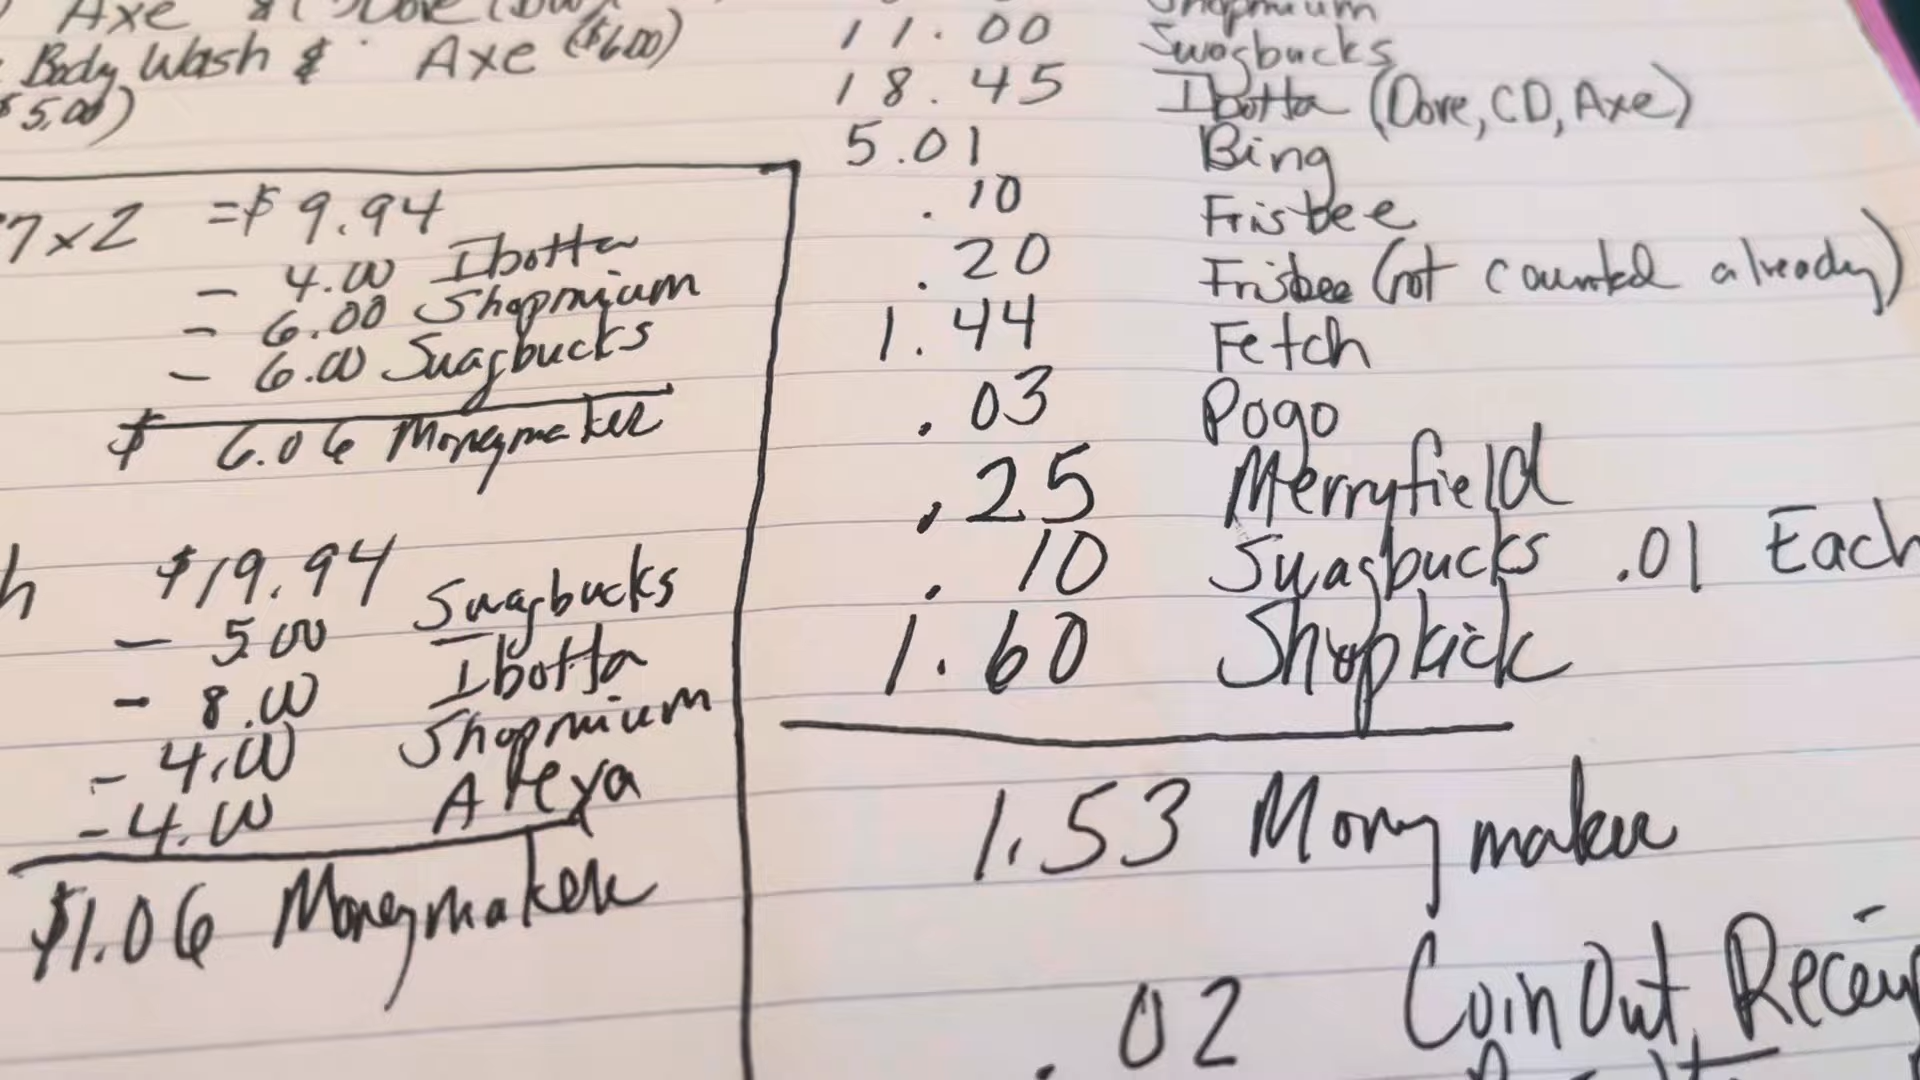 Axe & Dove
Body Wash & Axe ($6.00)
$5.00)
7x2 =$9.94
- 4.00 Ibotta
- 6.00 Shopmium
- 6.00 Swagbucks
$ 6.06 Moneymaker
h $19.94
- 5.00 Swagbucks
- 8.00 Ibotta
- 4.00 Shopmium
- 4.00 Alexa
$1.06 Moneymaker
Shopmium
11.00 Swagbucks
18.45 Ibotta (Dove, CD, Axe)
5.01 Bing
.10 Frisbee
.20 Frisbee (not counted already)
1.44 Fetch
.03 Pogo
.25 Merryfield
.10 Swagbucks .01 Each
1.60 Shopkick
1.53 Moneymaker
.02 CoinOut Receip